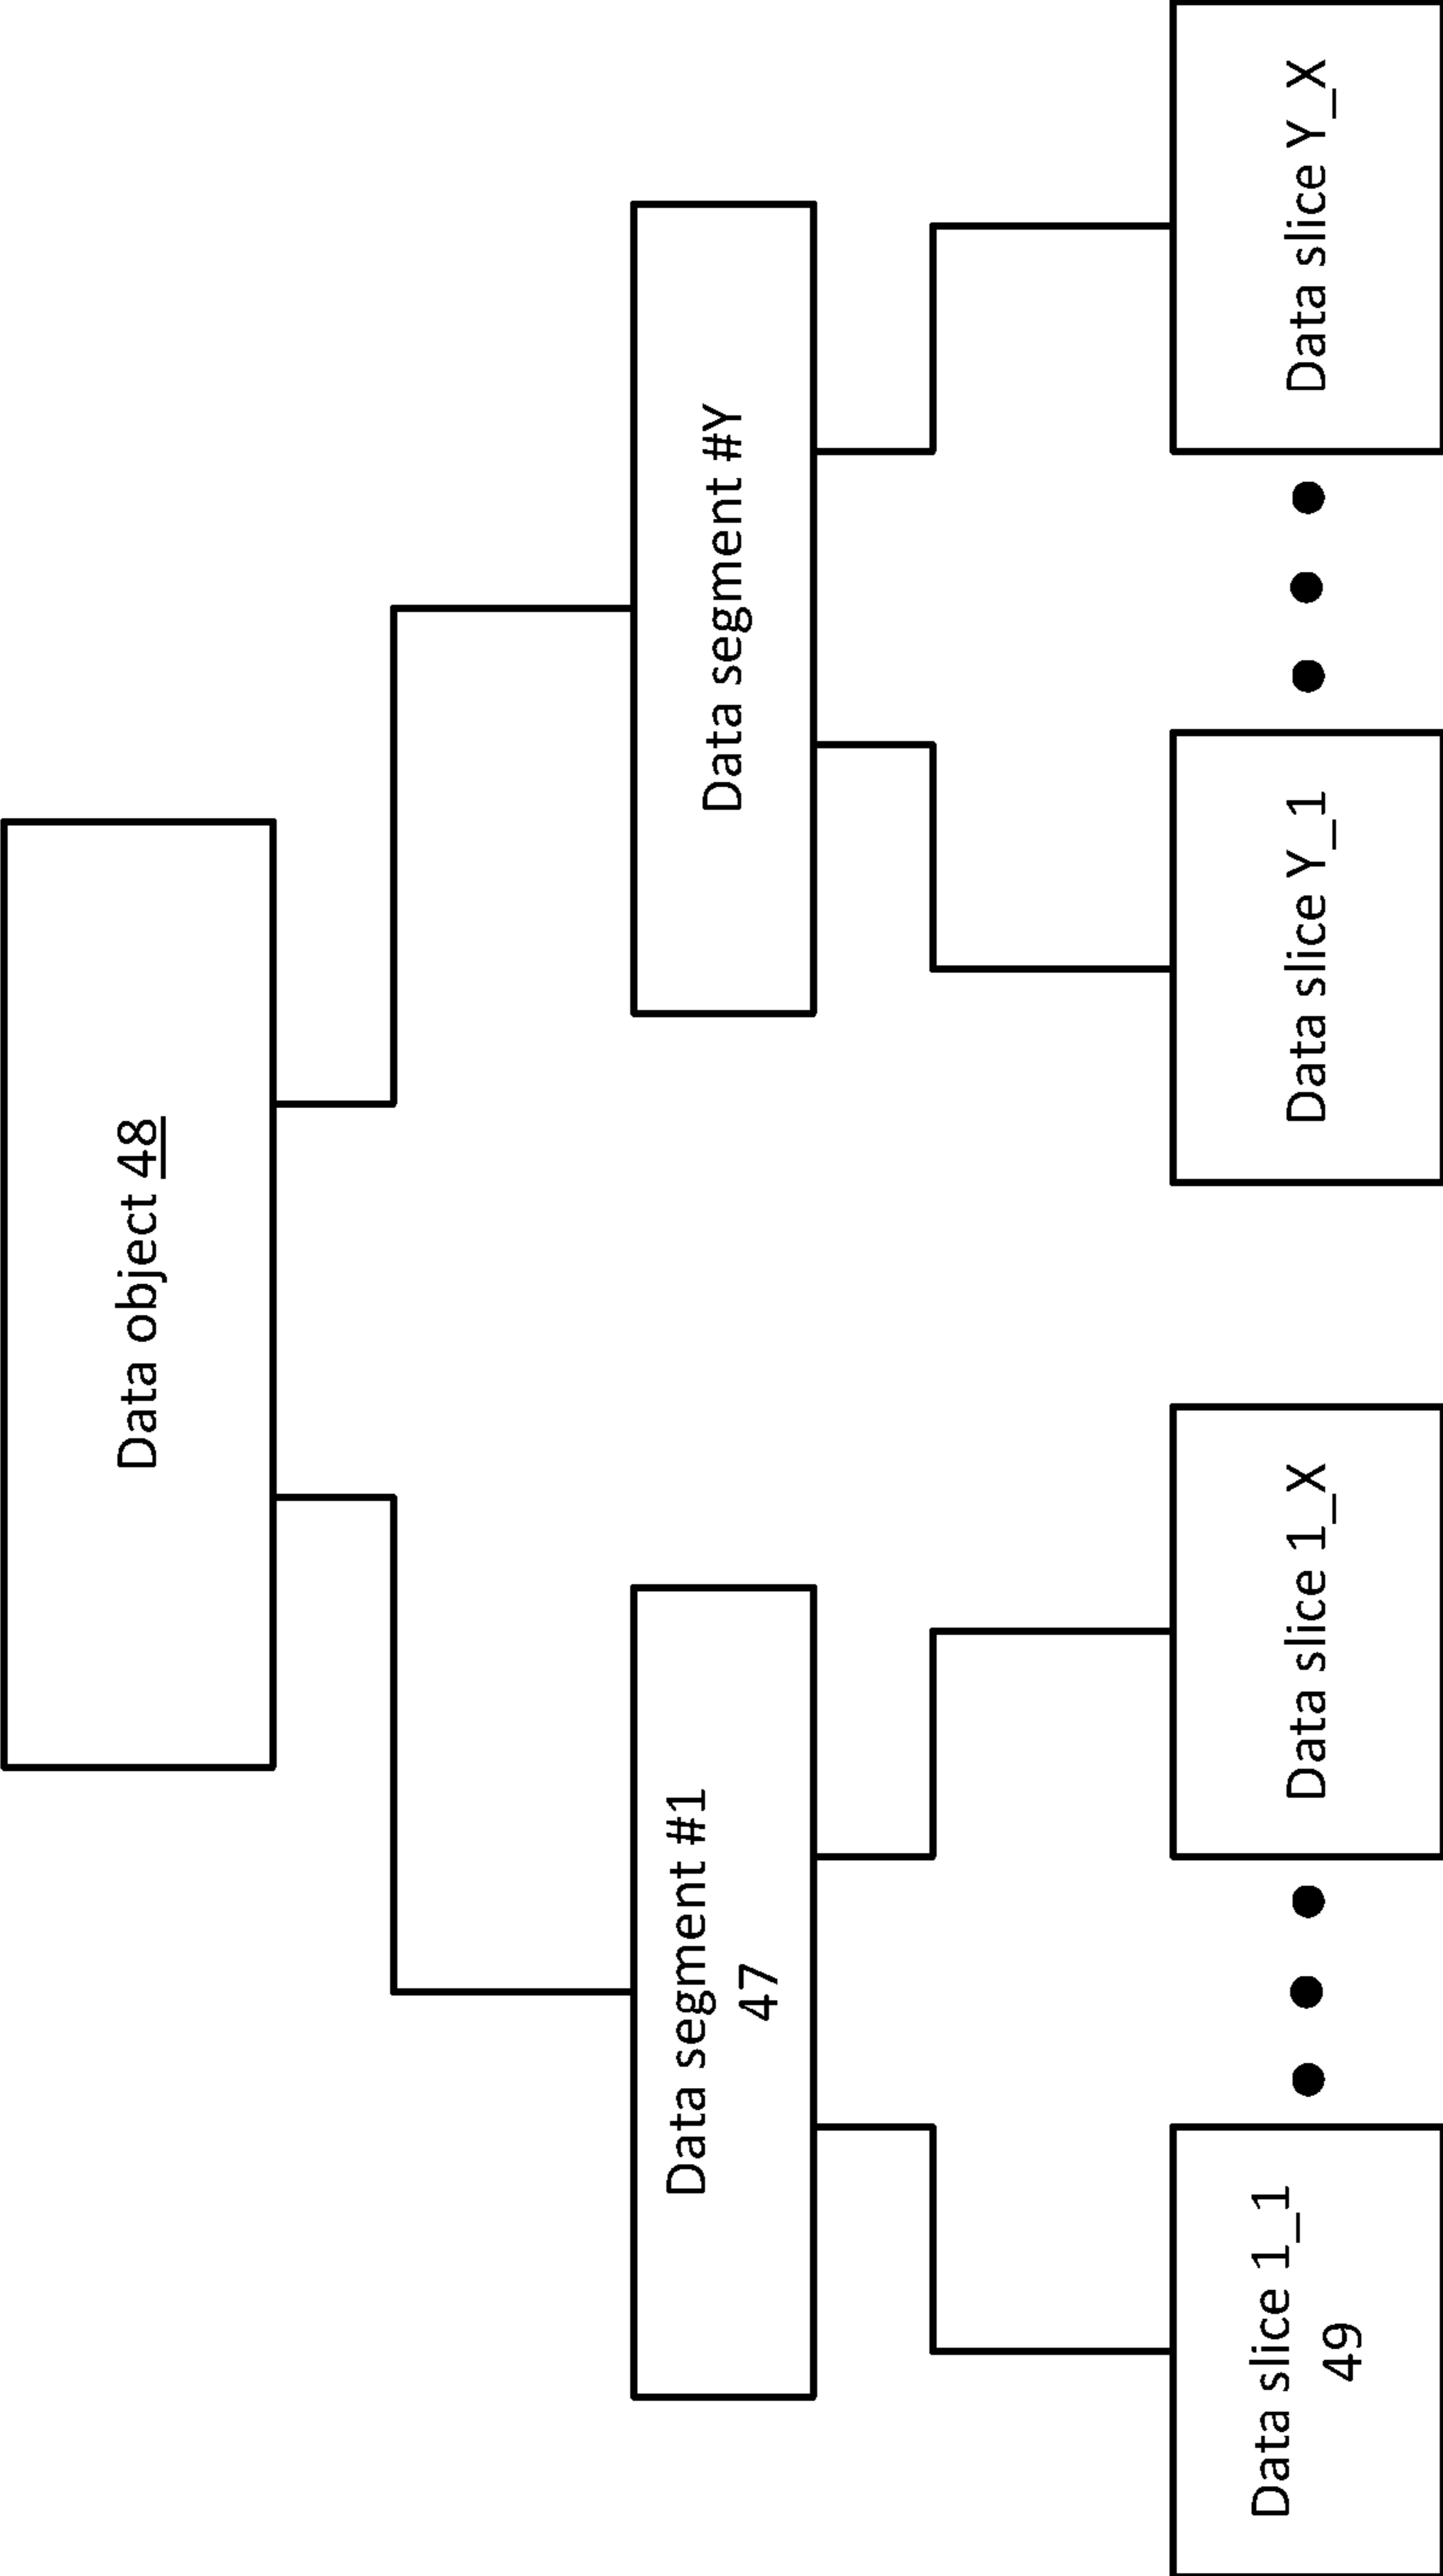 Data object 48
Data segment #1
47
Data segment #Y
Data slice 1_1
49
Data slice 1_X
Data slice Y_1
Data slice Y_X